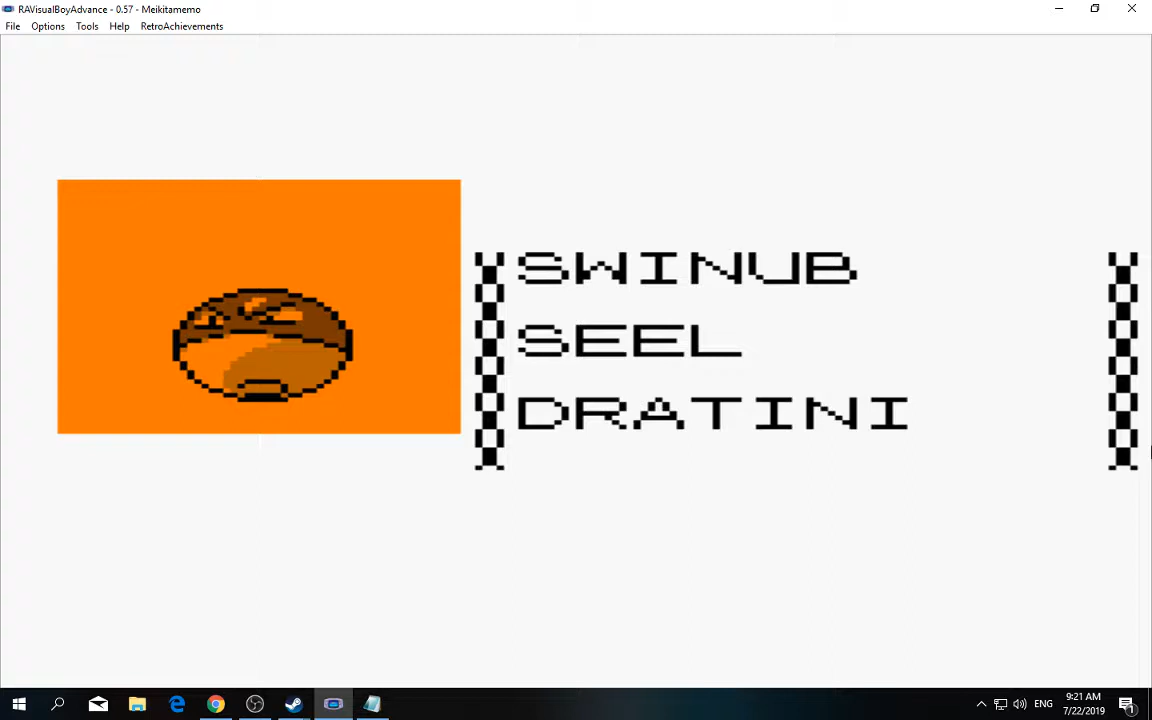 RAVisualBoyAdvance - 0.57 - Meikitamemo
File Options Tools Help RetroAchievements
SWINUB
SEEL
DRATINI
ENG
9:21 AM
7/22/2019
1